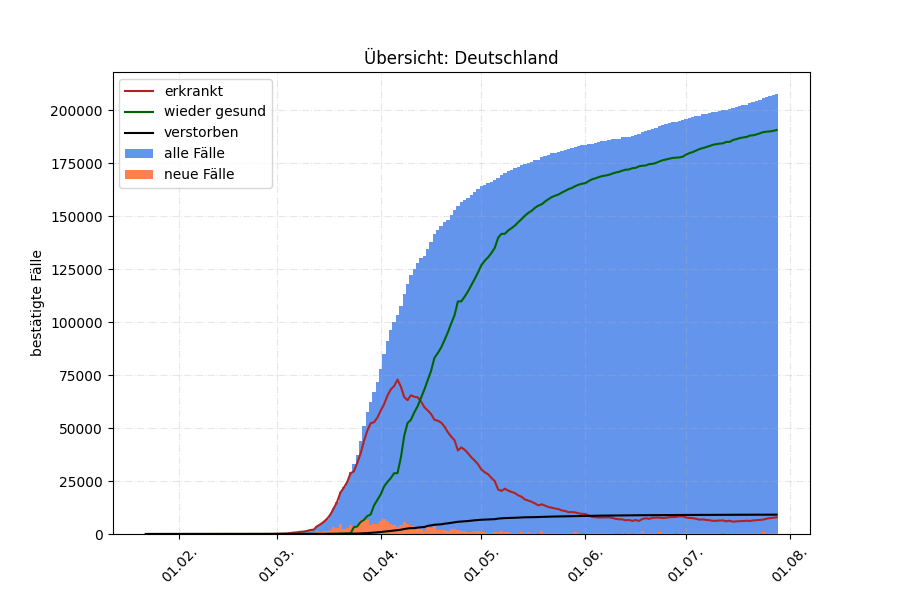 Übersicht: Deutschland
erkrankt
wieder gesund
verstorben
alle Fälle
neue Fälle
bestätigte Fälle
200000
175000
150000
125000
100000
75000
50000
25000
0
01.02.
01.03.
01.04.
01.05.
01.06.
01.07.
01.08.